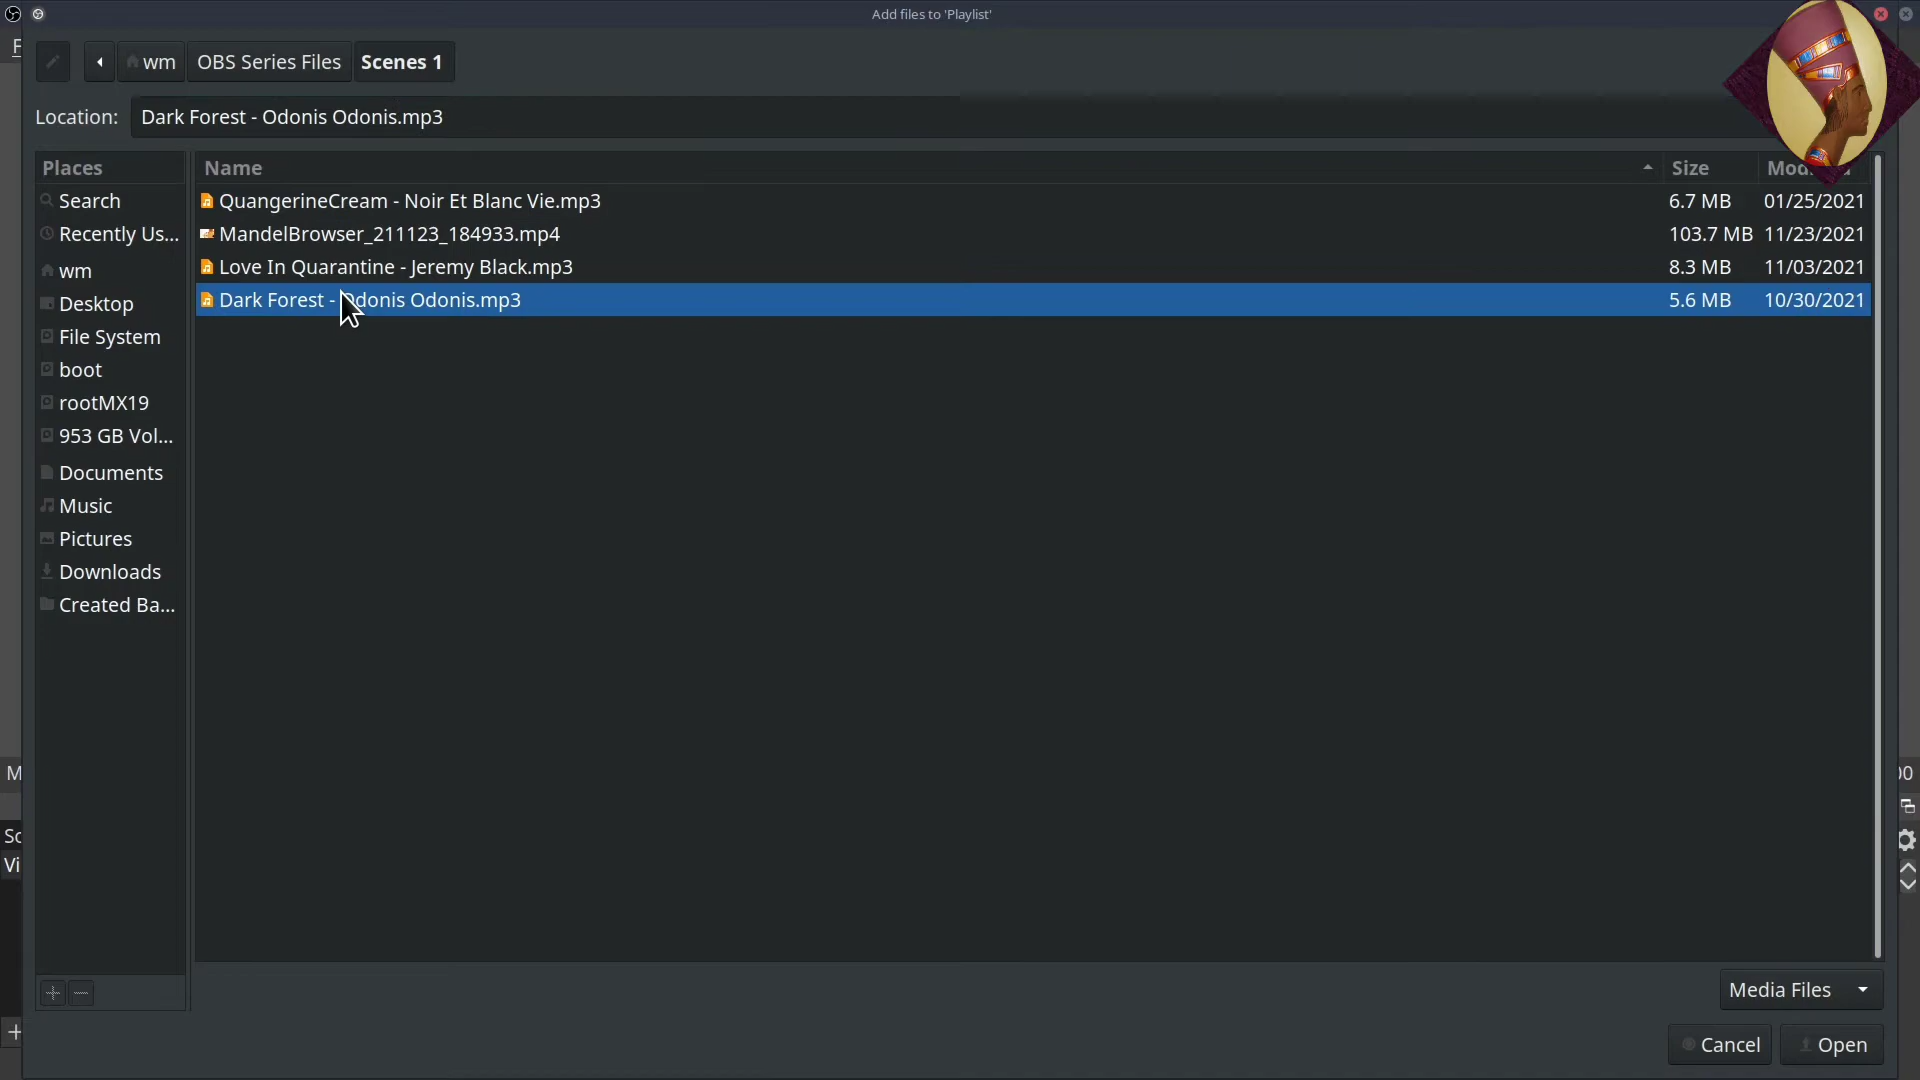 Add files to 'Playlist'
wm
OBS Series Files
Scenes 1
Location:
Dark Forest - Odonis Odonis.mp3
Places
Name
Size
Search
QuangerineCream - Noir Et Blanc Vie.mp3
6.7 MB
01/25/2021
Recently Us...
MandelBrowser_211123_184933.mp4
103.7 MB
11/23/2021
wm
Love In Quarantine - Jeremy Black.mp3
8.3 MB
11/03/2021
Desktop
Dark Forest - Odonis Odonis.mp3
5.6 MB
10/30/2021
File System
boot
rootMX19
953 GB Vol...
Documents
Music
Pictures
Downloads
Created Ba...
Media Files
Cancel
Open